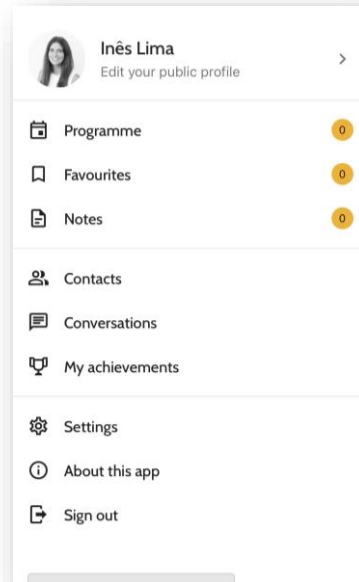 Inês Lima
Edit your public profile
Programme 0
Favourites 0
Notes 0
Contacts
Conversations
My achievements
Settings
About this app
Sign out